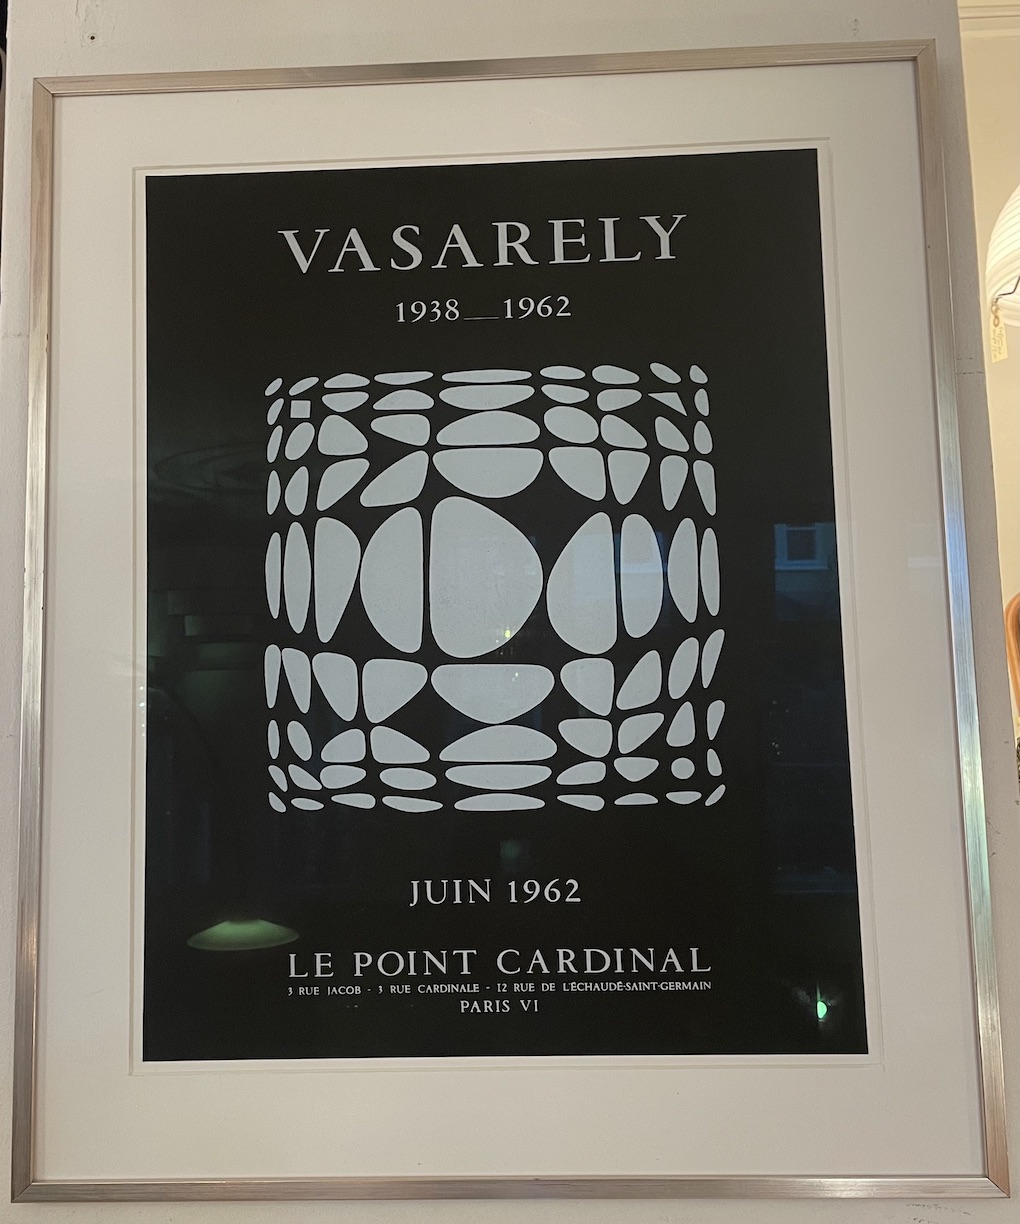 VASARELY
1938__1962
JUIN 1962
LE POINT CARDINAL
3 RUE JACOB - 3 RUE CARDINALE - 12 RUE DE L'ÉCHAUDÉ-SAINT-GERMAIN
PARIS VI